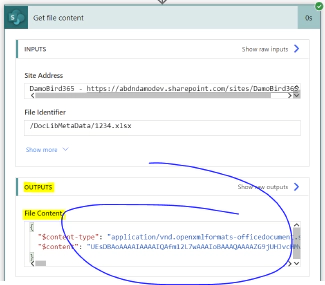 Get file content
0s
INPUTS
Show raw inputs
Site Address
DamoBird365 - https://abdndamodev.sharepoint.com/sites/DamoBird365
File Identifier
/DocLibMetaData/1234.xlsx
Show more
OUTPUTS
Show raw outputs
File Content
{
"$content-type": "application/vnd.openxmlformats-officedocument.
"$content":
}